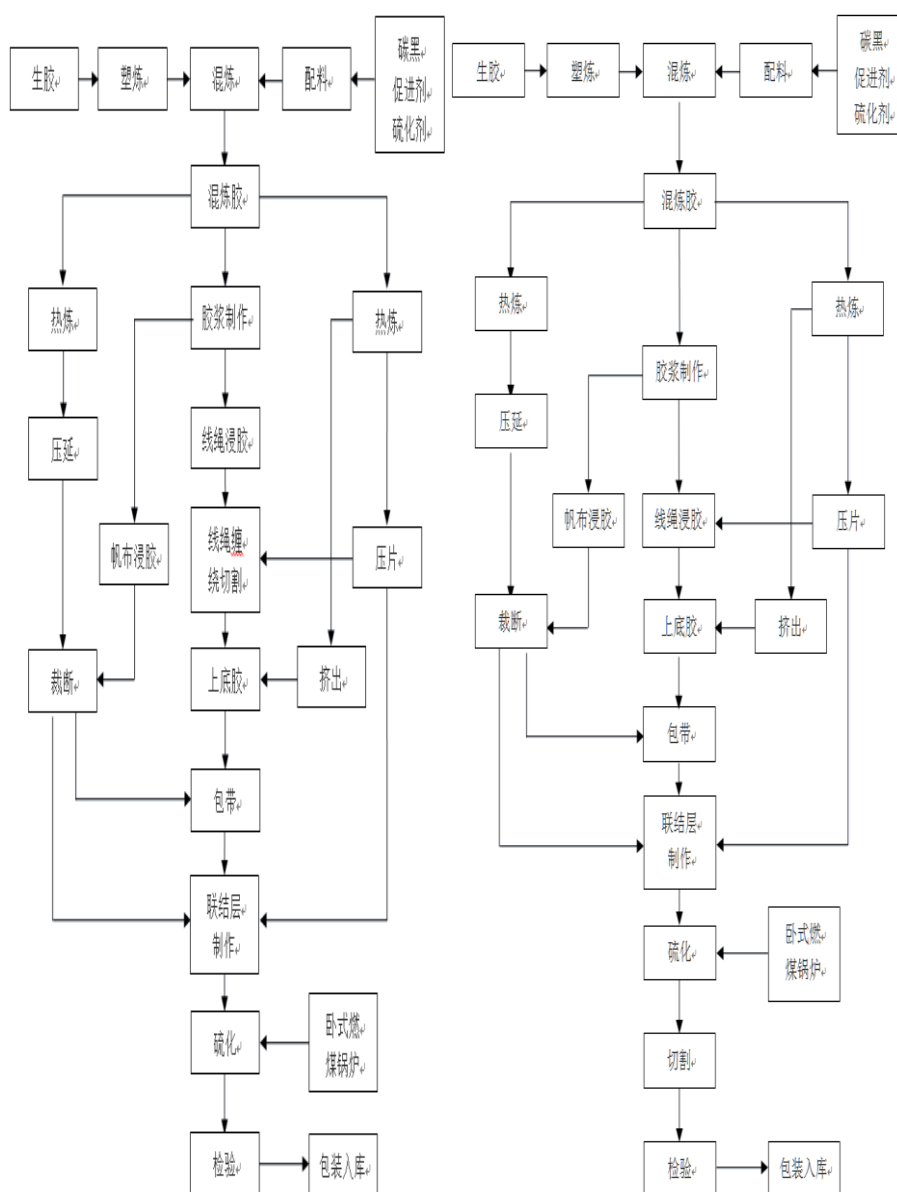 生胶
塑炼
混炼
配料
碳黑
促进剂
硫化剂
混炼胶
热炼
胶浆制作
热炼
压延
线绳浸胶
帆布浸胶
线绳缠
绕切割
压片
裁断
上底胶
挤出
包带
联结层
制作
硫化
卧式燃
煤锅炉
检验
包装入库
生胶
塑炼
混炼
配料
碳黑
促进剂
硫化剂
混炼胶
热炼
热炼
胶浆制作
压延
帆布浸胶
线绳浸胶
压片
裁断
上底胶
挤出
包带
联结层
制作
硫化
卧式燃
煤锅炉
切割
检验
包装入库